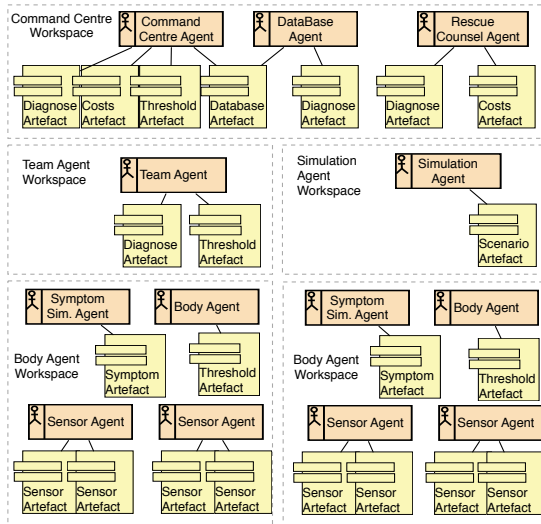 Command Centre
Workspace
Command
Centre Agent
DataBase
Agent
Rescue
Counsel Agent
Diagnose
Artefact
Costs
Artefact
Threshold
Artefact
Database
Artefact
Diagnose
Artefact
Diagnose
Artefact
Costs
Artefact
Team Agent
Workspace
Team Agent
Diagnose
Artefact
Threshold
Artefact
Simulation
Agent
Workspace
Simulation
Agent
Scenario
Artefact
Symptom
Sim. Agent
Body Agent
Body Agent
Workspace
Symptom
Artefact
Threshold
Artefact
Sensor Agent
Sensor Agent
Sensor
Artefact
Sensor
Artefact
Sensor
Artefact
Sensor
Artefact
Symptom
Sim. Agent
Body Agent
Body Agent
Workspace
Symptom
Artefact
Threshold
Artefact
Sensor Agent
Sensor Agent
Sensor
Artefact
Sensor
Artefact
Sensor
Artefact
Sensor
Artefact